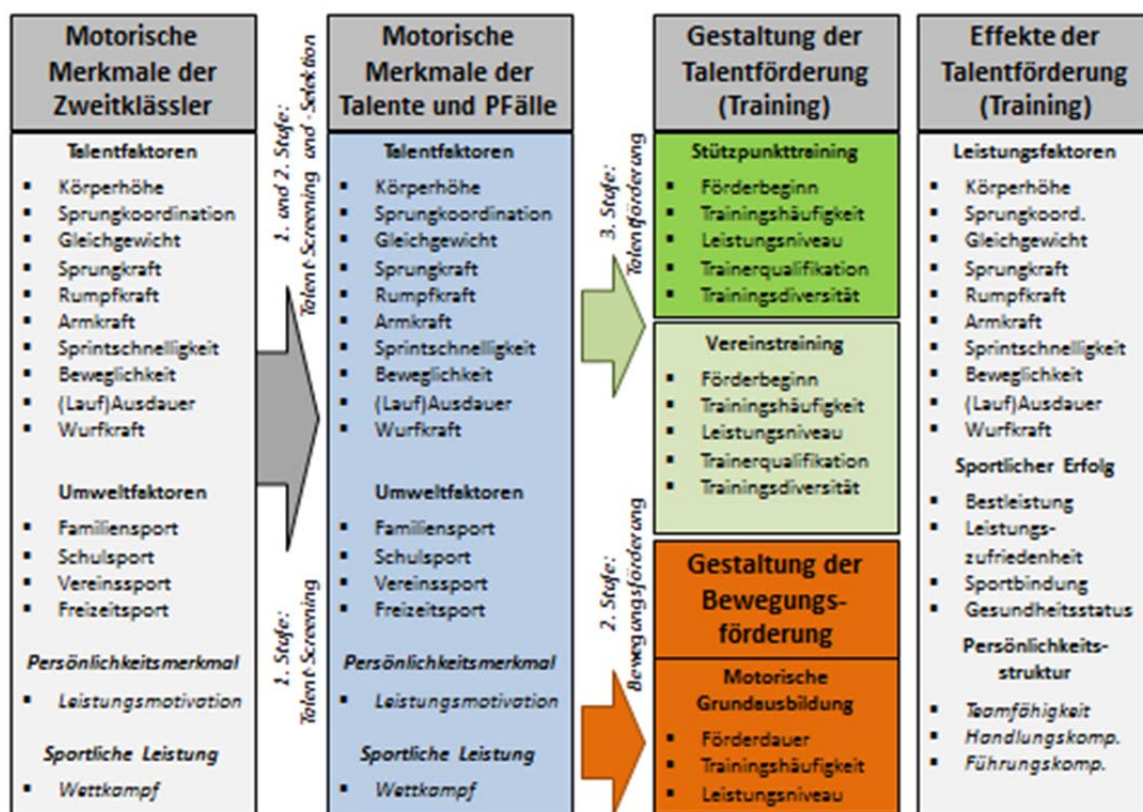 Motorische
Merkmale der
Zweitklässler
Talentfaktoren
▪ Körperhöhe
▪ Sprungkoordination
▪ Gleichgewicht
▪ Sprungkraft
▪ Rumpfkraft
▪ Armkraft
▪ Sprintschnelligkeit
▪ Beweglichkeit
▪ (Lauf)Ausdauer
▪ Wurfkraft
Umweltfaktoren
▪ Familiensport
▪ Schulsport
▪ Vereinssport
▪ Freizeitsport
Persönlichkeitsmerkmal
▪ Leistungsmotivation
Sportliche Leistung
▪ Wettkampf
1. und 2. Stufe:
Talent-Screening und -Selektion
1. Stufe:
Talent-Screening
Motorische
Merkmale der
Talente und PFälle
Talentfaktoren
▪ Körperhöhe
▪ Sprungkoordination
▪ Gleichgewicht
▪ Sprungkraft
▪ Rumpfkraft
▪ Armkraft
▪ Sprintschnelligkeit
▪ Beweglichkeit
▪ (Lauf)Ausdauer
▪ Wurfkraft
Umweltfaktoren
▪ Familiensport
▪ Schulsport
▪ Vereinssport
▪ Freizeitsport
Persönlichkeitsmerkmal
▪ Leistungsmotivation
Sportliche Leistung
▪ Wettkampf
3. Stufe:
Talentförderung
2. Stufe:
Bewegungsförderung
Gestaltung der
Talentförderung
(Training)
Stützpunkttraining
▪ Förderbeginn
▪ Trainingshäufigkeit
▪ Leistungsniveau
▪ Trainerqualifikation
▪ Trainingsdiversität
Vereinstraining
▪ Förderbeginn
▪ Trainingshäufigkeit
▪ Leistungsniveau
▪ Trainerqualifikation
▪ Trainingsdiversität
Gestaltung der
Bewegungs-
förderung
Motorische
Grundausbildung
▪ Förderdauer
▪ Trainingshäufigkeit
▪ Leistungsniveau
Effekte der
Talentförderung
(Training)
Leistungsfaktoren
▪ Körperhöhe
▪ Sprungkoord.
▪ Gleichgewicht
▪ Sprungkraft
▪ Rumpfkraft
▪ Armkraft
▪ Sprintschnelligkeit
▪ Beweglichkeit
▪ (Lauf)Ausdauer
▪ Wurfkraft
Sportlicher Erfolg
▪ Bestleistung
▪ Leistungs-
zufriedenheit
▪ Sportbindung
▪ Gesundheitsstatus
Persönlichkeits-
struktur
▪ Teamfähigkeit
▪ Handlungskomp.
▪ Führungskomp.